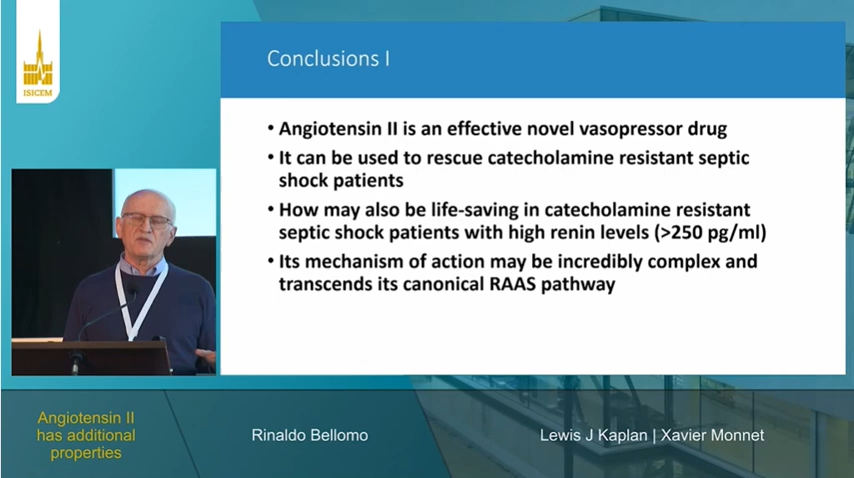 ISICEM
Conclusions I
• Angiotensin II is an effective novel vasopressor drug
• It can be used to rescue catecholamine resistant septic
shock patients
• How may also be life-saving in catecholamine resistant
septic shock patients with high renin levels (>250 pg/ml)
• Its mechanism of action may be incredibly complex and
transcends its canonical RAAS pathway
Angiotensin II
has additional
properties
Rinaldo Bellomo
Lewis J Kaplan | Xavier Monnet